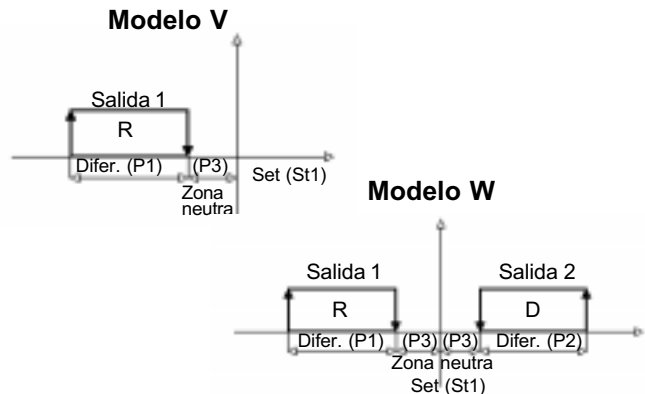 Modelo V
Salida 1
R
Difer. (P1) (P3)
Set (St1)
Zona
neutra
Modelo W
Salida 1 Salida 2
R D
Difer. (P1) (P3) (P3) Difer. (P2)
Zona neutra
Set (St1)